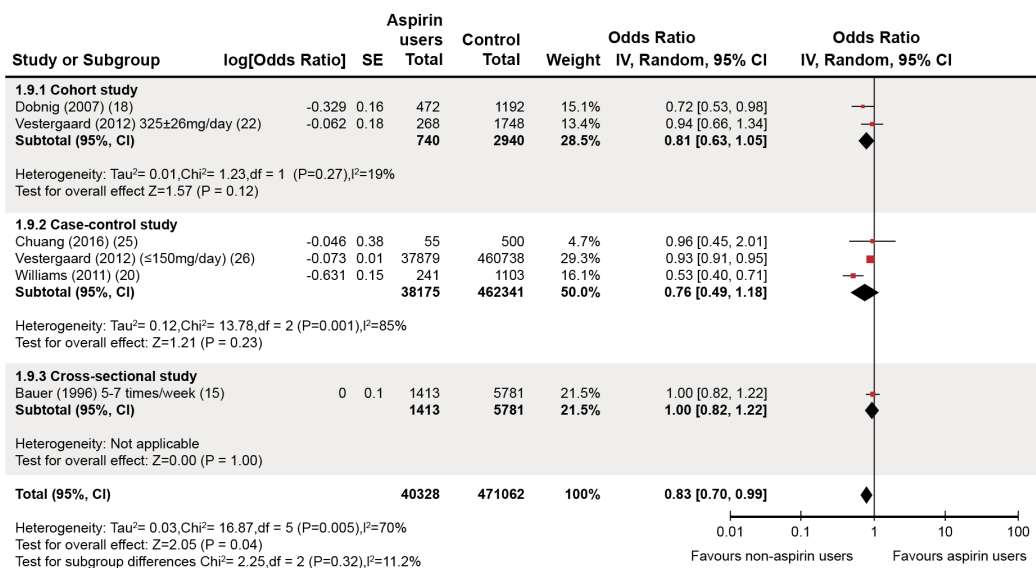 Study or Subgroup log[Odds Ratio] SE Aspirin users Total Control Total Weight Odds Ratio IV, Random, 95% CI Odds Ratio IV, Random, 95% CI
1.9.1 Cohort study
Dobnig (2007) (18) -0.329 0.16 472 1192 15.1% 0.72 [0.53, 0.98]
Vestergaard (2012) 325±26mg/day (22) -0.062 0.18 268 1748 13.4% 0.94 [0.66, 1.34]
Subtotal (95%, CI) 740 2940 28.5% 0.81 [0.63, 1.05]
Heterogeneity: Tau²= 0.01,Chi²= 1.23,df = 1 (P=0.27),I²=19%
Test for overall effect Z=1.57 (P = 0.12)
1.9.2 Case-control study
Chuang (2016) (25) -0.046 0.38 55 500 4.7% 0.96 [0.45, 2.01]
Vestergaard (2012) (≤150mg/day) (26) -0.073 0.01 37879 460738 29.3% 0.93 [0.91, 0.95]
Williams (2011) (20) -0.631 0.15 241 1103 16.1% 0.53 [0.40, 0.71]
Subtotal (95%, CI) 38175 462341 50.0% 0.76 [0.49, 1.18]
Heterogeneity: Tau²= 0.12,Chi²= 13.78,df = 2 (P=0.001),I²=85%
Test for overall effect: Z=1.21 (P = 0.23)
1.9.3 Cross-sectional study
Bauer (1996) 5-7 times/week (15) 0 0.1 1413 5781 21.5% 1.00 [0.82, 1.22]
Subtotal (95%, CI) 1413 5781 21.5% 1.00 [0.82, 1.22]
Heterogeneity: Not applicable
Test for overall effect: Z=0.00 (P = 1.00)
Total (95%, CI) 40328 471062 100% 0.83 [0.70, 0.99]
Heterogeneity: Tau²= 0.03,Chi²= 16.87,df = 5 (P=0.005),I²=70%
Test for overall effect: Z=2.05 (P = 0.04)
Test for subgroup differences Chi²= 2.25,df = 2 (P=0.32),I²=11.2%
0.01 0.1 1 10 100
Favours non-aspirin users Favours aspirin users